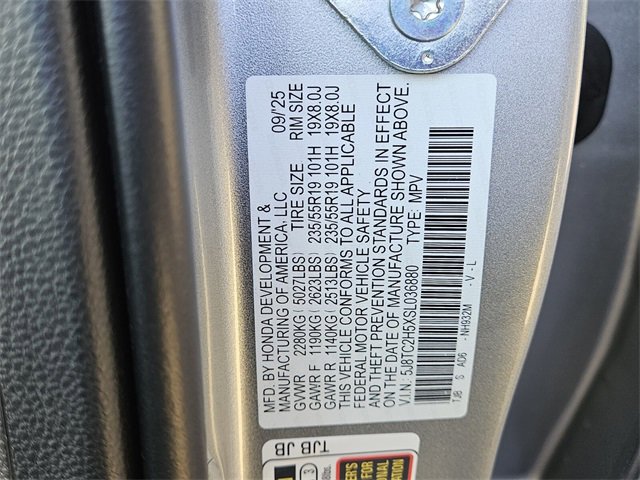 MFD. BY HONDA DEVELOPMENT &
MANUFACTURING OF AMERICA, LLC 09/'25
GVWR 2280KG(5027LBS) TIRE SIZE RIM SIZE
GAWR F 1190KG(2623LBS) 235/55R19 101H 19X8.0J
GAWR R 1140KG(2513LBS) 235/55R19 101H 19X8.0J
THIS VEHICLE CONFORMS TO ALL APPLICABLE
FEDERAL MOTOR VEHICLE SAFETY
AND THEFT PREVENTION STANDARDS IN EFFECT
ON THE DATE OF MANUFACTURE SHOWN ABOVE.
V.I.N: 5J8TC2H5XSL036880 TYPE: MPV
TJB S AD6 -NH932M -V-L
TJB JB